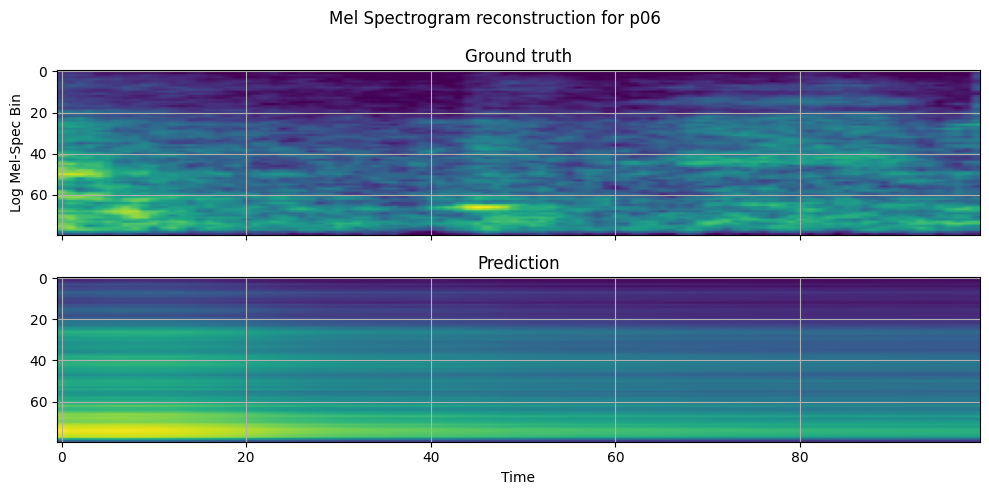 Mel Spectrogram reconstruction for p06
Ground truth
Log Mel-Spec Bin
0
20
40
60
Prediction
0
20
40
60
0 20 40 60 80
Time